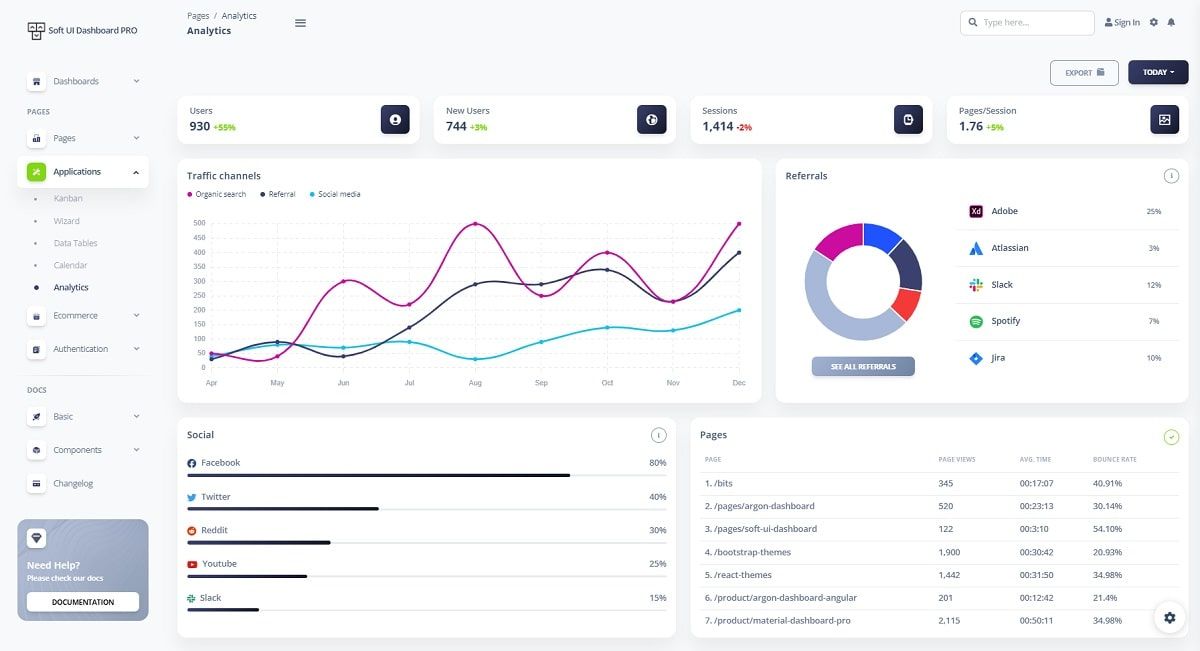 Soft UI Dashboard PRO
Pages / Analytics
Analytics
Type here...
Sign In
EXPORT
TODAY
Dashboards
PAGES
Pages
Applications
Kanban
Wizard
Data Tables
Calendar
Analytics
Ecommerce
Authentication
DOCS
Basic
Components
Changelog
Need Help?
Please check our docs
DOCUMENTATION
Users
930 +55%
New Users
744 +3%
Sessions
1,414 -2%
Pages/Session
1.76 +5%
Traffic channels
Organic search Referral Social media
500
450
400
350
300
250
200
150
100
50
0
Apr May Jun Jul Aug Sep Oct Nov Dec
Referrals
i
SEE ALL REFERRALS
Xd Adobe 25%
Atlassian 3%
Slack 12%
Spotify 7%
Jira 10%
Social
i
Facebook 80%
Twitter 40%
Reddit 30%
Youtube 25%
Slack 15%
Pages
PAGE PAGE VIEWS AVG. TIME BOUNCE RATE
1. /bits 345 00:17:07 40.91%
2. /pages/argon-dashboard 520 00:23:13 30.14%
3. /pages/soft-ui-dashboard 122 00:3:10 54.10%
4. /bootstrap-themes 1,900 00:30:42 20.93%
5. /react-themes 1,442 00:31:50 34.98%
6. /product/argon-dashboard-angular 201 00:12:42 21.4%
7. /product/material-dashboard-pro 2,115 00:50:11 34.98%